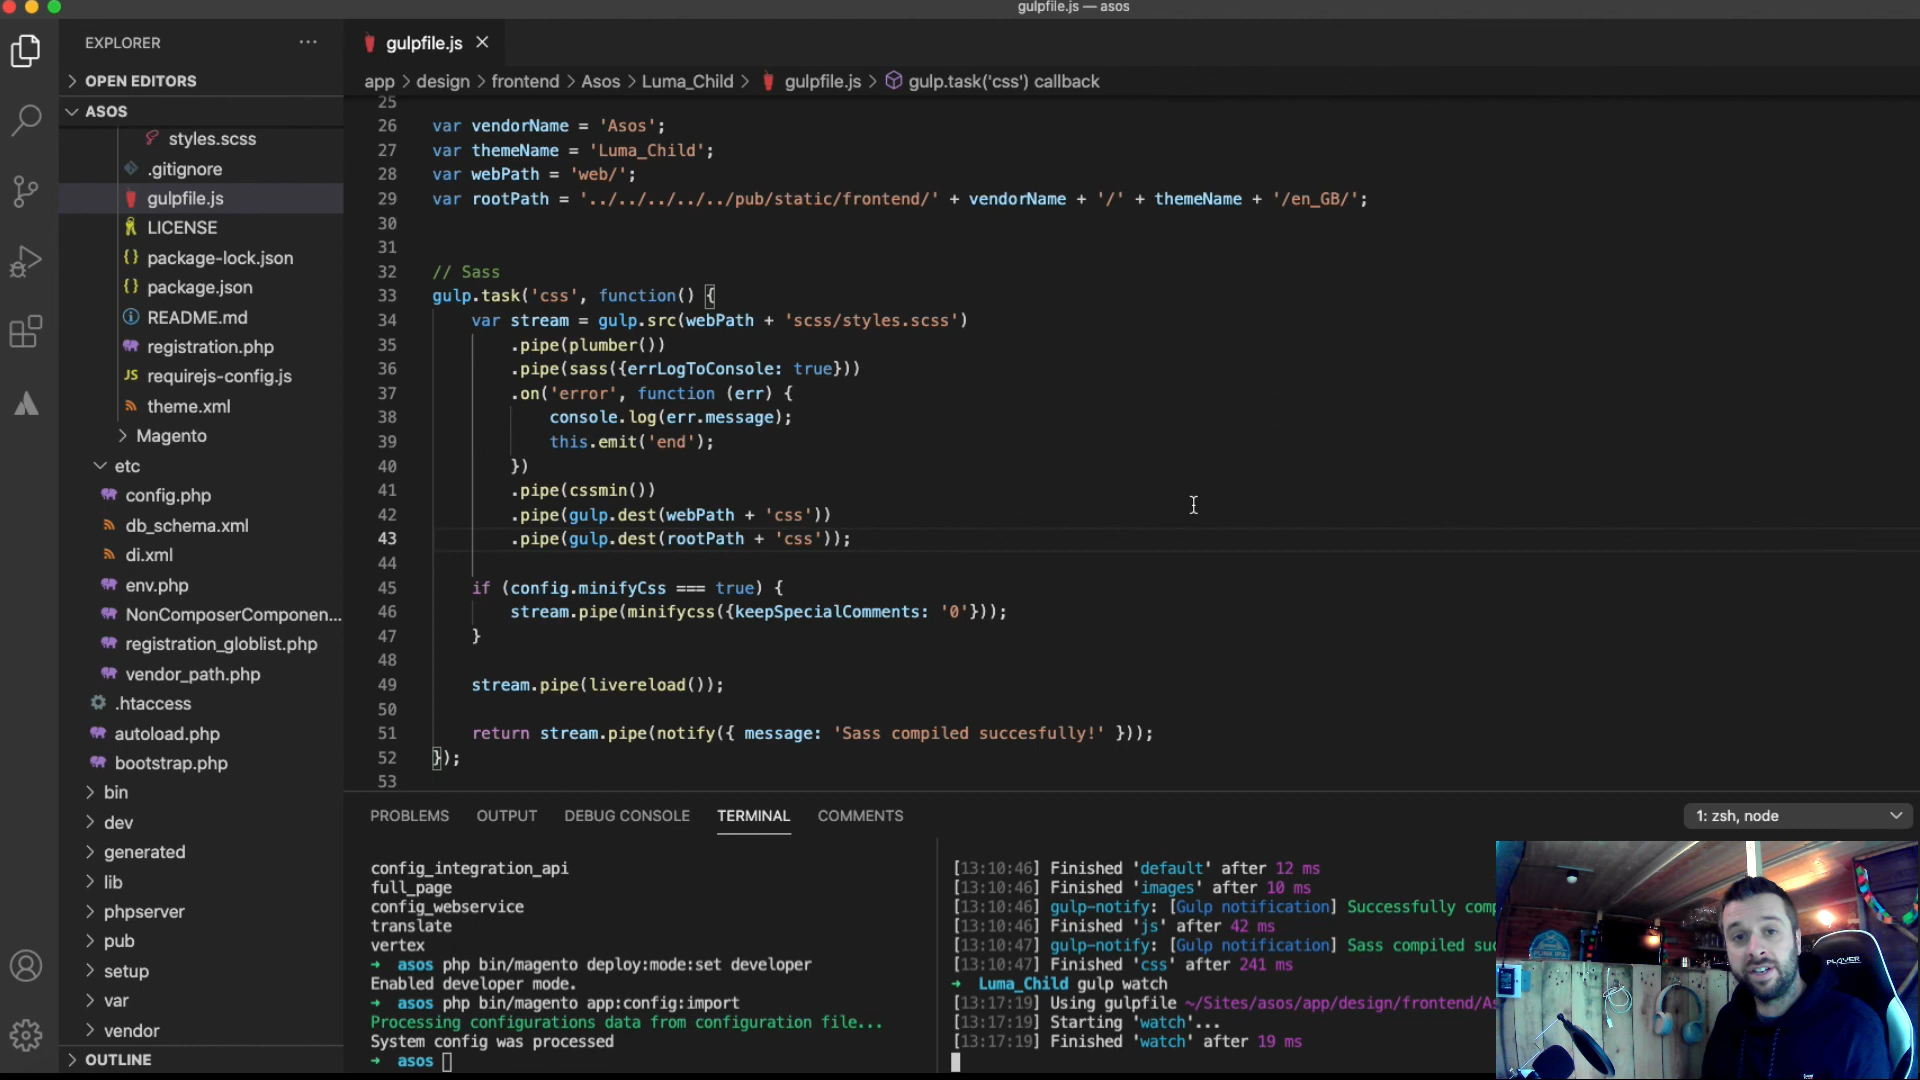 gulpfile.js — asos
EXPLORER
OPEN EDITORS
ASOS
styles.scss
.gitignore
gulpfile.js
LICENSE
package-lock.json
package.json
README.md
registration.php
JS requirejs-config.js
theme.xml
Magento
etc
config.php
db_schema.xml
di.xml
env.php
NonComposerComponen...
registration_globlist.php
vendor_path.php
.htaccess
autoload.php
bootstrap.php
bin
dev
generated
lib
phpserver
pub
setup
var
vendor
OUTLINE
gulpfile.js
app > design > frontend > Asos > Luma_Child > gulpfile.js > gulp.task('css') callback
25
26 var vendorName = 'Asos';
27 var themeName = 'Luma_Child';
28 var webPath = 'web/';
29 var rootPath = '../../../../../pub/static/frontend/' + vendorName + '/' + themeName + '/en_GB/';
30
31
32 // Sass
33 gulp.task('css', function() {
34 var stream = gulp.src(webPath + 'scss/styles.scss')
35 .pipe(plumber())
36 .pipe(sass({errLogToConsole: true}))
37 .on('error', function (err) {
38 console.log(err.message);
39 this.emit('end');
40 })
41 .pipe(cssmin())
42 .pipe(gulp.dest(webPath + 'css'))
43 .pipe(gulp.dest(rootPath + 'css'));
44
45 if (config.minifyCss === true) {
46 stream.pipe(minifycss({keepSpecialComments: '0'}));
47 }
48
49 stream.pipe(livereload());
50
51 return stream.pipe(notify({ message: 'Sass compiled succesfully!' }));
52 });
53
PROBLEMS OUTPUT DEBUG CONSOLE TERMINAL COMMENTS
1: zsh, node
config_integration_api
full_page
config_webservice
translate
vertex
→ asos php bin/magento deploy:mode:set developer
Enabled developer mode.
→ asos php bin/magento app:config:import
Processing configurations data from configuration file...
System config was processed
→ asos
[13:10:46] Finished 'default' after 12 ms
[13:10:46] Finished 'images' after 10 ms
[13:10:46] gulp-notify: [Gulp notification] Successfully com
[13:10:46] Finished 'js' after 42 ms
[13:10:47] gulp-notify: [Gulp notification] Sass compiled su
[13:10:47] Finished 'css' after 241 ms
→ Luma_Child gulp watch
[13:17:19] Using gulpfile ~/Sites/asos/app/design/frontend/As
[13:17:19] Starting 'watch'...
[13:17:19] Finished 'watch' after 19 ms
PLAYER